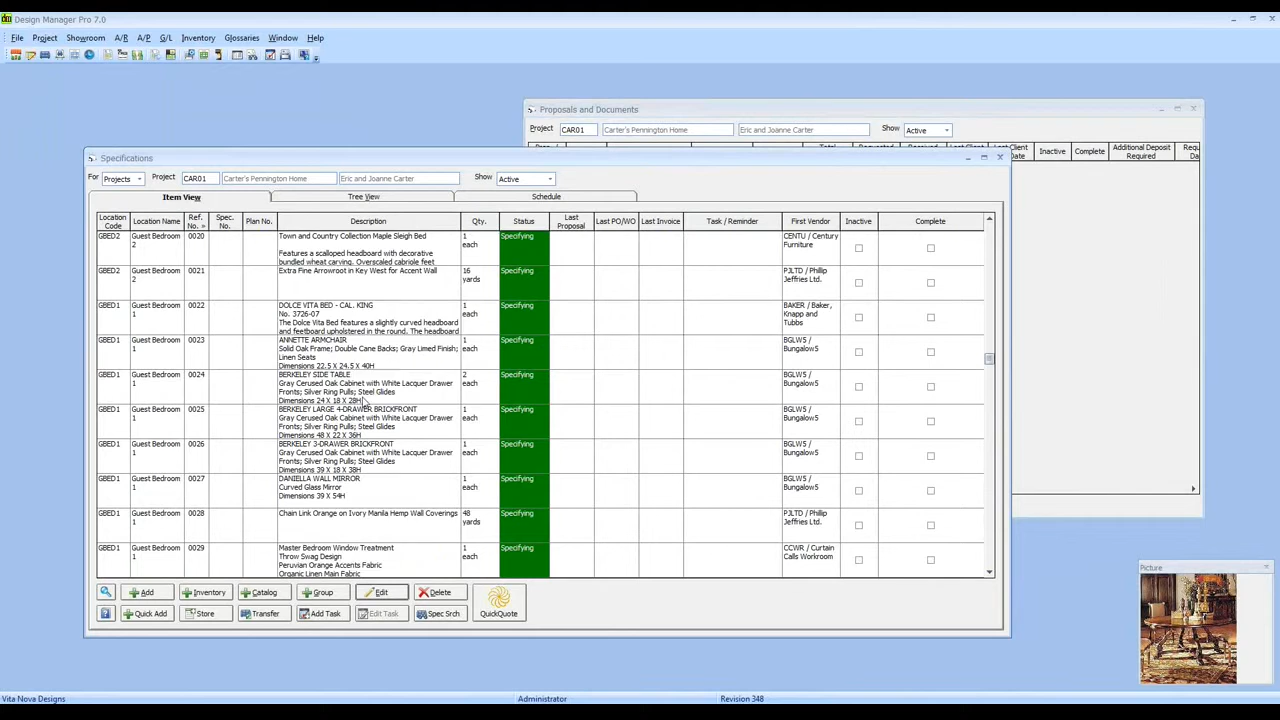 dm Design Manager Pro 7.0
File Project Showroom A/R A/P G/L Inventory Glossaries Window Help
Proposals and Documents
Project CAR01 Carter's Pennington Home Eric and Joanne Carter Show Active
Inactive Complete Additional Deposit Required
Specifications
For Projects Project CAR01 Carter's Pennington Home Eric and Joanne Carter Show Active
Item View Tree View Schedule
Location Code Location Name Ref. No. » Spec. No. Plan No. Description Qty. Status Last Proposal Last PO/WO Last Invoice Task / Reminder First Vendor Inactive Complete
GBED2 Guest Bedroom 2 0020 Town and Country Collection Maple Sleigh Bed 1 each Specifying CENTU / Century Furniture
Features a scalloped headboard with decorative
bundled wheat carving. Overscaled cabriole feet
GBED2 Guest Bedroom 2 0021 Extra Fine Arrowroot in Key West for Accent Wall 16 yards Specifying PJLTD / Phillip Jeffries Ltd.
GBED1 Guest Bedroom 1 0022 DOLCE VITA BED - CAL. KING 1 each Specifying BAKER / Baker, Knapp and Tubbs
No. 3726-07
The Dolce Vita Bed features a slightly curved headboard
and feetboard upholstered in the round. The headboard
GBED1 Guest Bedroom 1 0023 ANNETTE ARMCHAIR 1 each Specifying BGLW5 / Bungalow5
Solid Oak Frame; Double Cane Backs; Gray Limed Finish;
Linen Seats
Dimensions 22.5 X 24.5 X 40H
GBED1 Guest Bedroom 1 0024 BERKELEY SIDE TABLE 2 each Specifying BGLW5 / Bungalow5
Gray Cerused Oak Cabinet with White Lacquer Drawer
Fronts; Silver Ring Pulls; Steel Glides
Dimensions 24 X 18 X 28H
GBED1 Guest Bedroom 1 0025 BERKELEY LARGE 4-DRAWER BRICKFRONT 1 each Specifying BGLW5 / Bungalow5
Gray Cerused Oak Cabinet with White Lacquer Drawer
Fronts; Silver Ring Pulls; Steel Glides
Dimensions 48 X 22 X 36H
GBED1 Guest Bedroom 1 0026 BERKELEY 3-DRAWER BRICKFRONT 1 each Specifying BGLW5 / Bungalow5
Gray Cerused Oak Cabinet with White Lacquer Drawer
Fronts; Silver Ring Pulls; Steel Glides
Dimensions 39 X 18 X 38H
GBED1 Guest Bedroom 1 0027 DANIELLA WALL MIRROR 1 each Specifying BGLW5 / Bungalow5
Curved Glass Mirror
Dimensions 39 X 54H
GBED1 Guest Bedroom 1 0028 Chain Link Orange on Ivory Manila Hemp Wall Coverings 48 yards Specifying PJLTD / Phillip Jeffries Ltd.
GBED1 Guest Bedroom 1 0029 Master Bedroom Window Treatment 1 each Specifying CCWR / Curtain Calls Workroom
Throw Swag Design
Peruvian Orange Accents Fabric
Organic Linen Main Fabric
Add Inventory Catalog Group Edit Delete QuickQuote
Quick Add Store Transfer Add Task Edit Task Spec Srch
Picture
Vita Nova Designs Administrator Revision 348